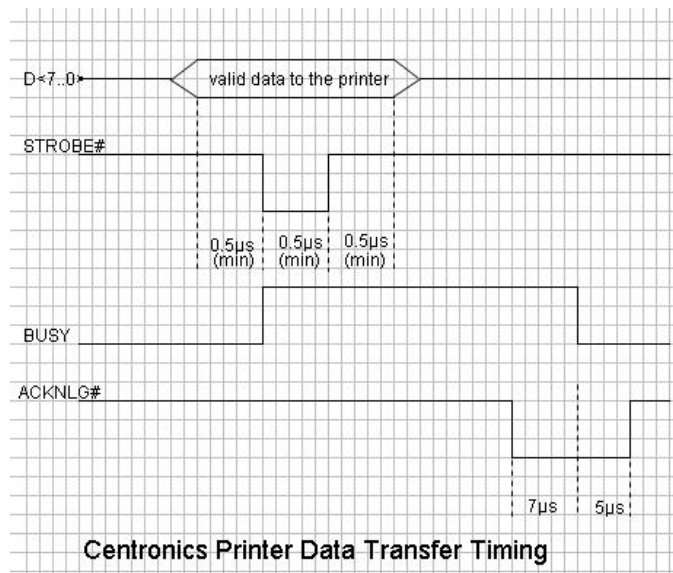 D<7..0>
valid data to the printer
STROBE#
0.5µs
(min)
0.5µs
(min)
0.5µs
(min)
BUSY
ACKNLG#
7µs
5µs
Centronics Printer Data Transfer Timing